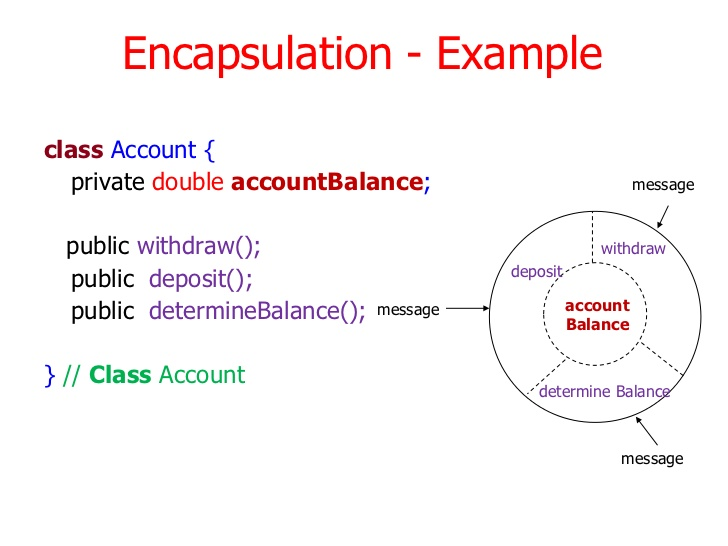 Encapsulation - Example
class Account {
private double accountBalance;
public withdraw();
public deposit();
public determineBalance();
} // Class Account
message
withdraw
deposit
message
account
Balance
determine Balance
message